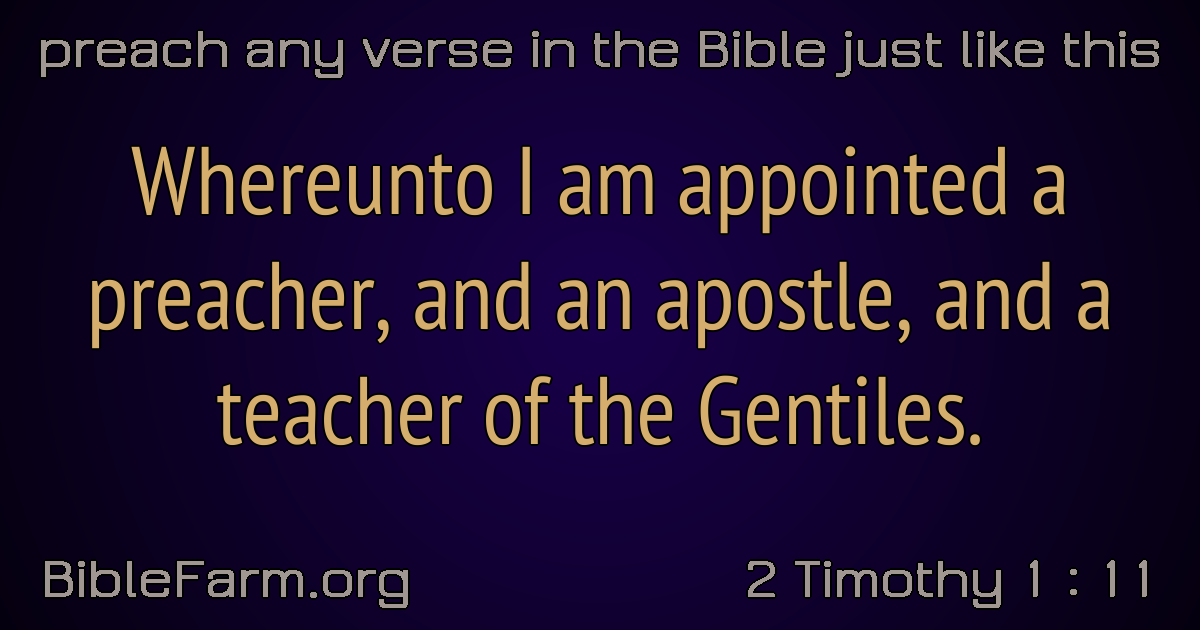 preach any verse in the Bible just like this
Whereunto I am appointed a
preacher, and an apostle, and a
teacher of the Gentiles.
BibleFarm.org
2 Timothy 1 : 11